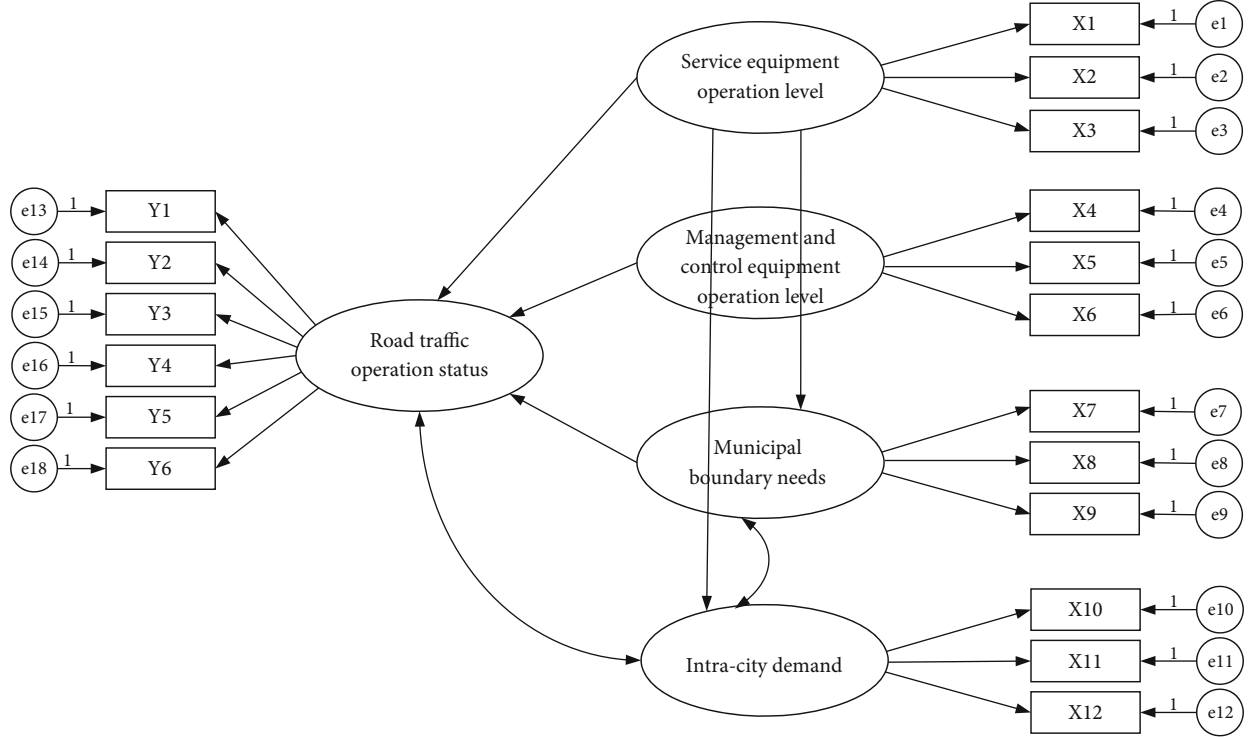 Service equipment
operation level
X1
1
e1
X2
1
e2
X3
1
e3
Management and
control equipment
operation level
X4
1
e4
X5
1
e5
X6
1
e6
e13
1
Y1
e14
1
Y2
e15
1
Y3
e16
1
Y4
e17
1
Y5
e18
1
Y6
Road traffic
operation status
Municipal
boundary needs
X7
1
e7
X8
1
e8
X9
1
e9
Intra-city demand
X10
1
e10
X11
1
e11
X12
1
e12